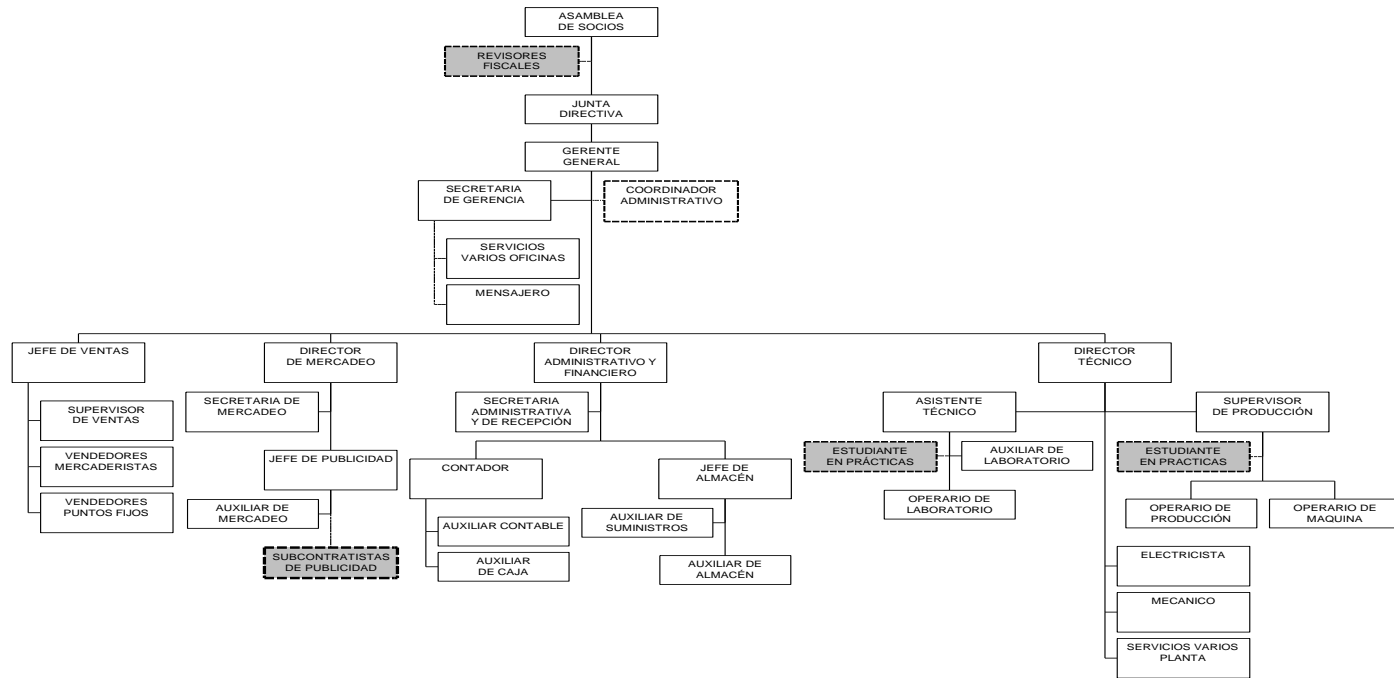 ASAMBLEA
DE SOCIOS
REVISORES
FISCALES
JUNTA
DIRECTIVA
GERENTE
GENERAL
SECRETARIA
DE GERENCIA
COORDINADOR
ADMINISTRATIVO
SERVICIOS
VARIOS OFICINAS
MENSAJERO
JEFE DE VENTAS
DIRECTOR
DE MERCADEO
DIRECTOR
ADMINISTRATIVO Y
FINANCIERO
DIRECTOR
TÉCNICO
SUPERVISOR
DE VENTAS
VENDEDORES
MERCADERISTAS
VENDEDORES
PUNTOS FIJOS
SECRETARIA DE
MERCADEO
JEFE DE PUBLICIDAD
AUXILIAR DE
MERCADEO
SUBCONTRATISTAS
DE PUBLICIDAD
SECRETARIA
ADMINISTRATIVA
Y DE RECEPCIÓN
CONTADOR
AUXILIAR CONTABLE
AUXILIAR
DE CAJA
JEFE DE
ALMACÉN
AUXILIAR DE
SUMINISTROS
AUXILIAR DE
ALMACÉN
ASISTENTE
TÉCNICO
ESTUDIANTE
EN PRÁCTICAS
AUXILIAR DE
LABORATORIO
OPERARIO DE
LABORATORIO
SUPERVISOR
DE PRODUCCIÓN
ESTUDIANTE
EN PRACTICAS
OPERARIO DE
PRODUCCIÓN
OPERARIO DE
MAQUINA
ELECTRICISTA
MECANICO
SERVICIOS VARIOS
PLANTA